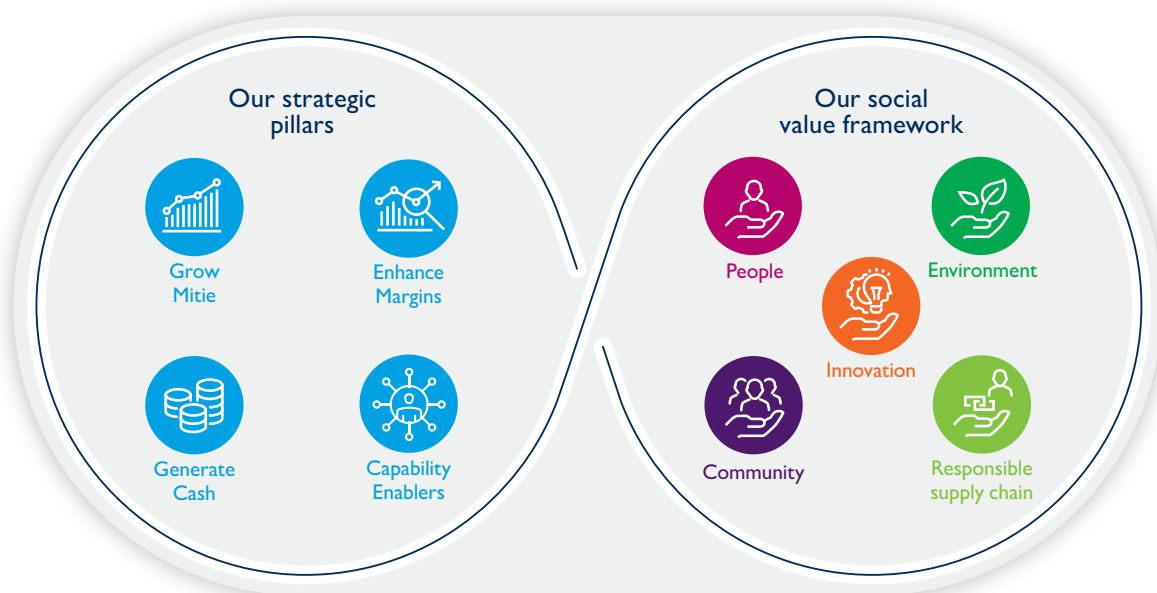 Our strategic
pillars
Grow
Mitie
Enhance
Margins
Generate
Cash
Capability
Enablers
Our social
value framework
People
Environment
Innovation
Community
Responsible
supply chain